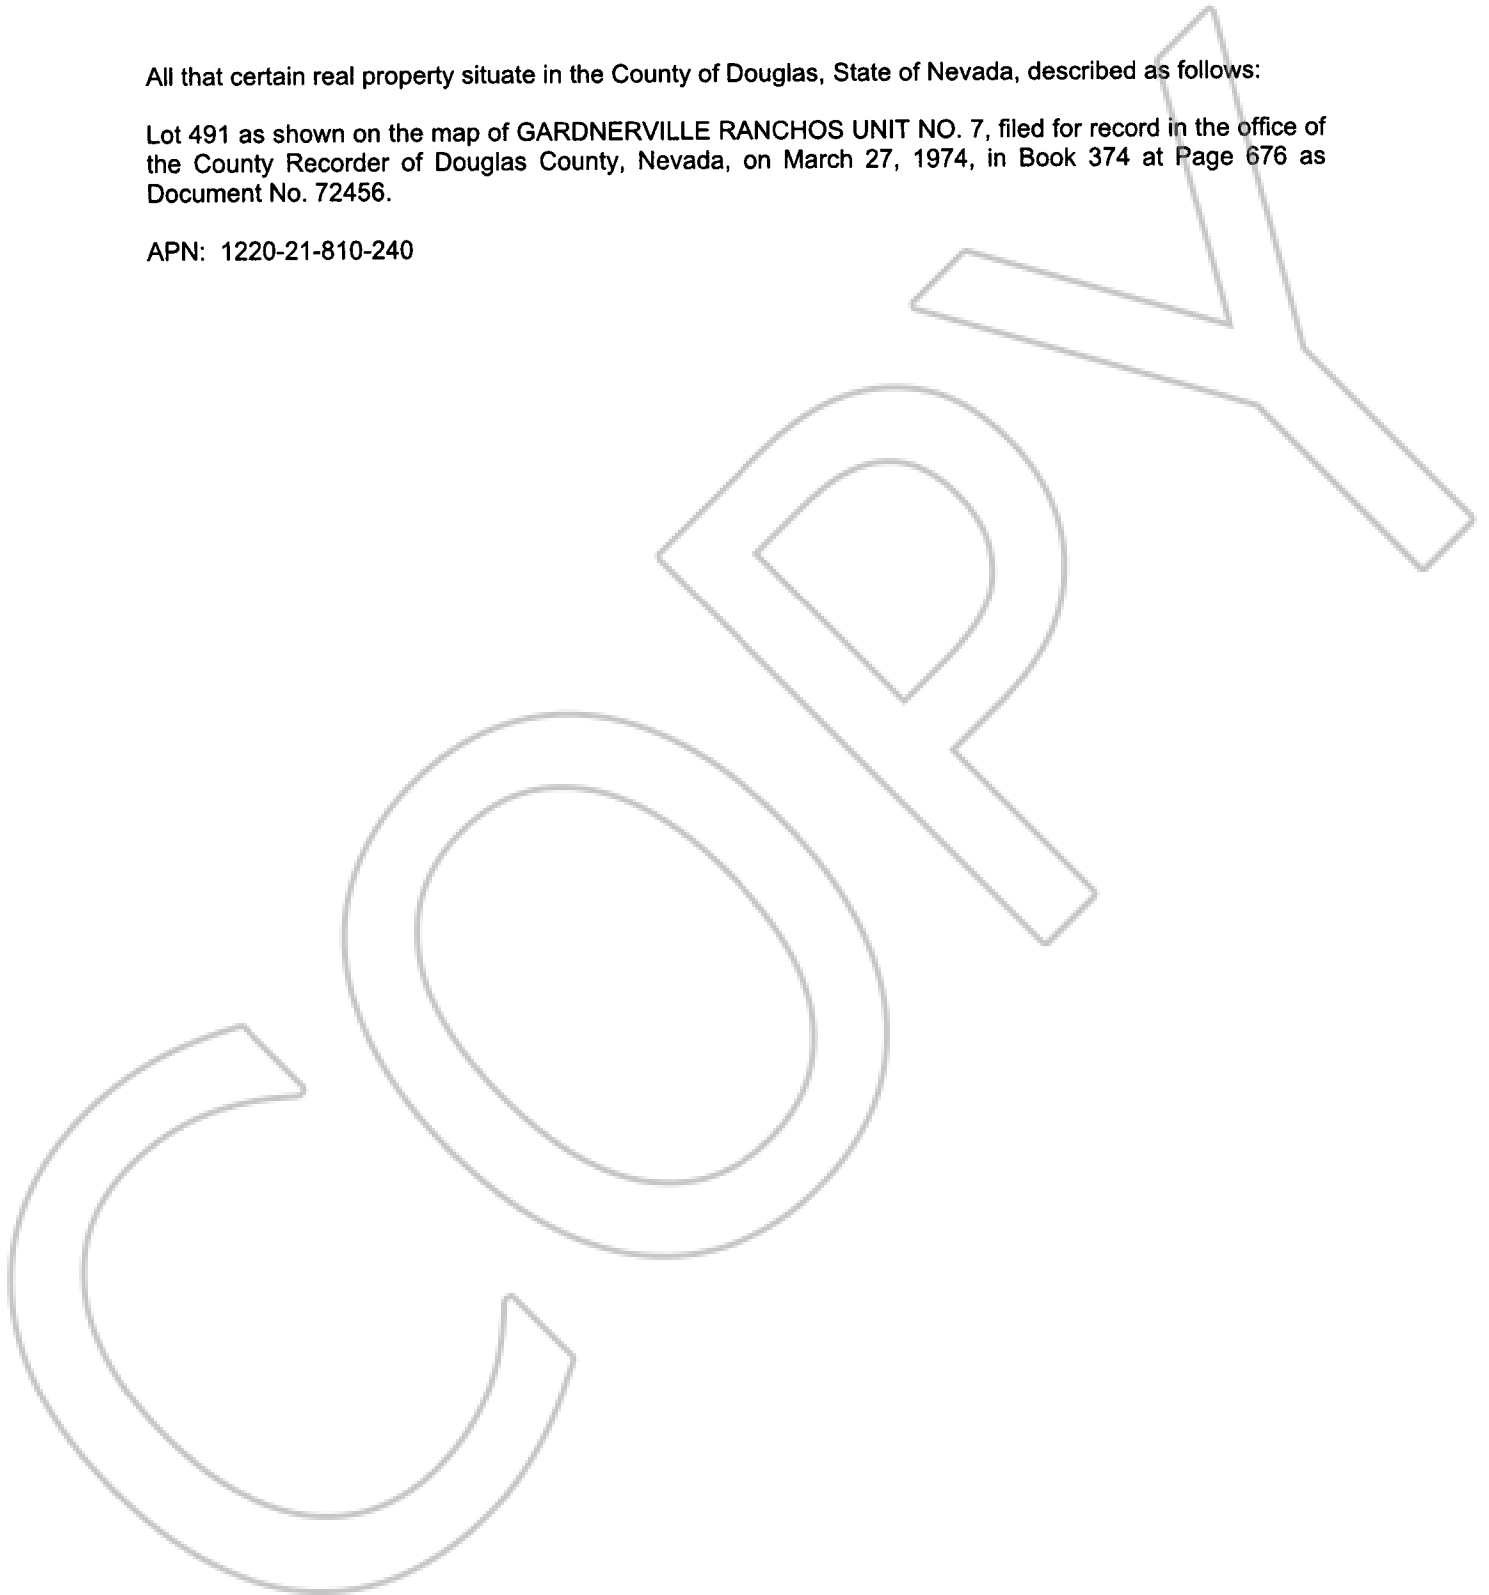 All that certain real property situate in the County of Douglas, State of Nevada, described as follows:
Lot 491 as shown on the map of GARDNERVILLE RANCHOS UNIT NO. 7, filed for record in the office of
the County Recorder of Douglas County, Nevada, on March 27, 1974, in Book 374 at Page 676 as
Document No. 72456.
APN: 1220-21-810-240
COPY